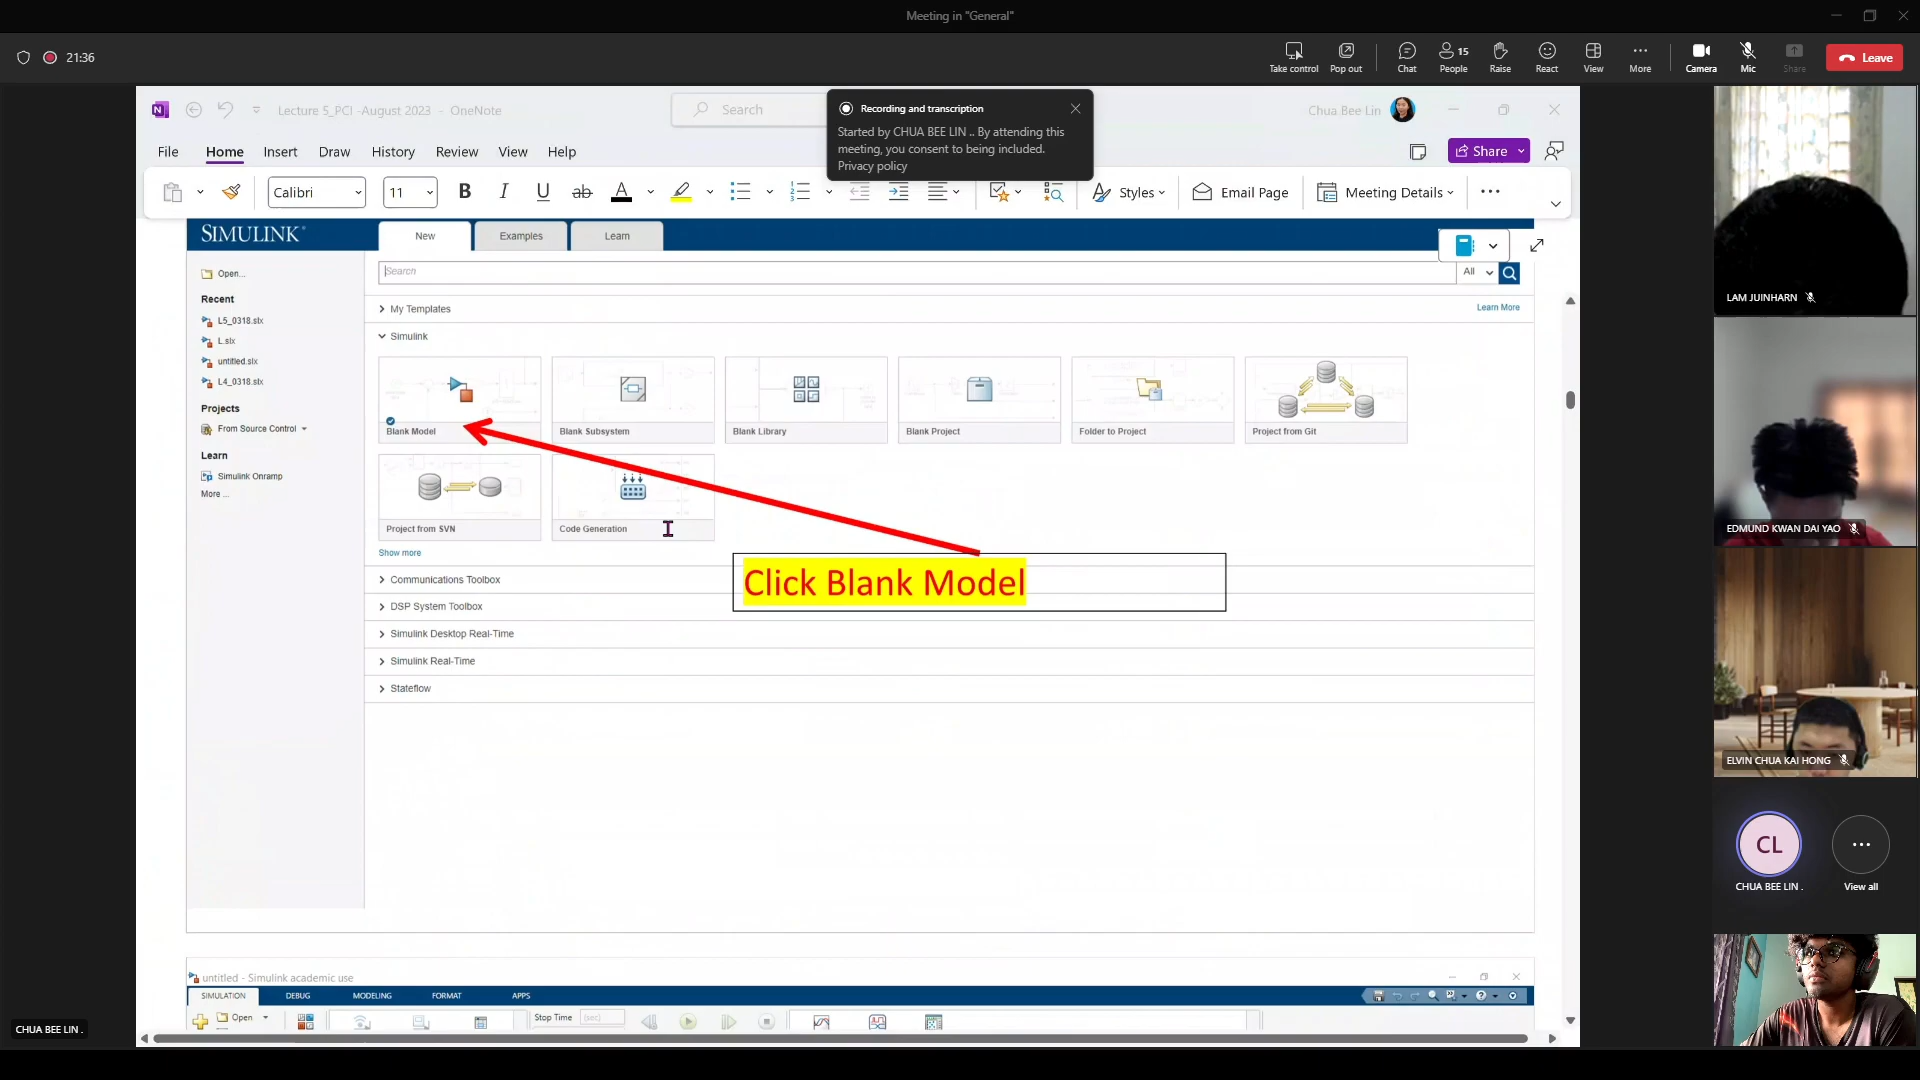 Meeting in "General"
21:36
Take control
Pop out
Chat
15
People
Raise
React
View
More
Camera
Mic
Share
Leave
Lecture 5_PCI -August 2023 - OneNote
Search
Chua Bee Lin
Recording and transcription
Started by CHUA BEE LIN .. By attending this
meeting, you consent to being included.
Privacy policy
File
Home
Insert
Draw
History
Review
View
Help
Share
Calibri
11
B
I
U
ab
A
Styles
Email Page
Meeting Details
SIMULINK
New
Examples
Learn
Open...
Search
All
Recent
My Templates
Learn More
L5_0318.slx
Simulink
L.slx
untitled.slx
L4_0318.slx
Projects
From Source Control
Blank Model
Blank Subsystem
Blank Library
Blank Project
Folder to Project
Project from Git
Learn
Simulink Onramp
More ...
Project from SVN
Code Generation
Show more
Click Blank Model
Communications Toolbox
DSP System Toolbox
Simulink Desktop Real-Time
Simulink Real-Time
Stateflow
untitled - Simulink academic use
SIMULATION
DEBUG
MODELING
FORMAT
APPS
Open
Stop Time
(sec)
CHUA BEE LIN .
LAM JUINHARN
EDMUND KWAN DAI YAO
ELVIN CHUA KAI HONG
CL
CHUA BEE LIN .
View all